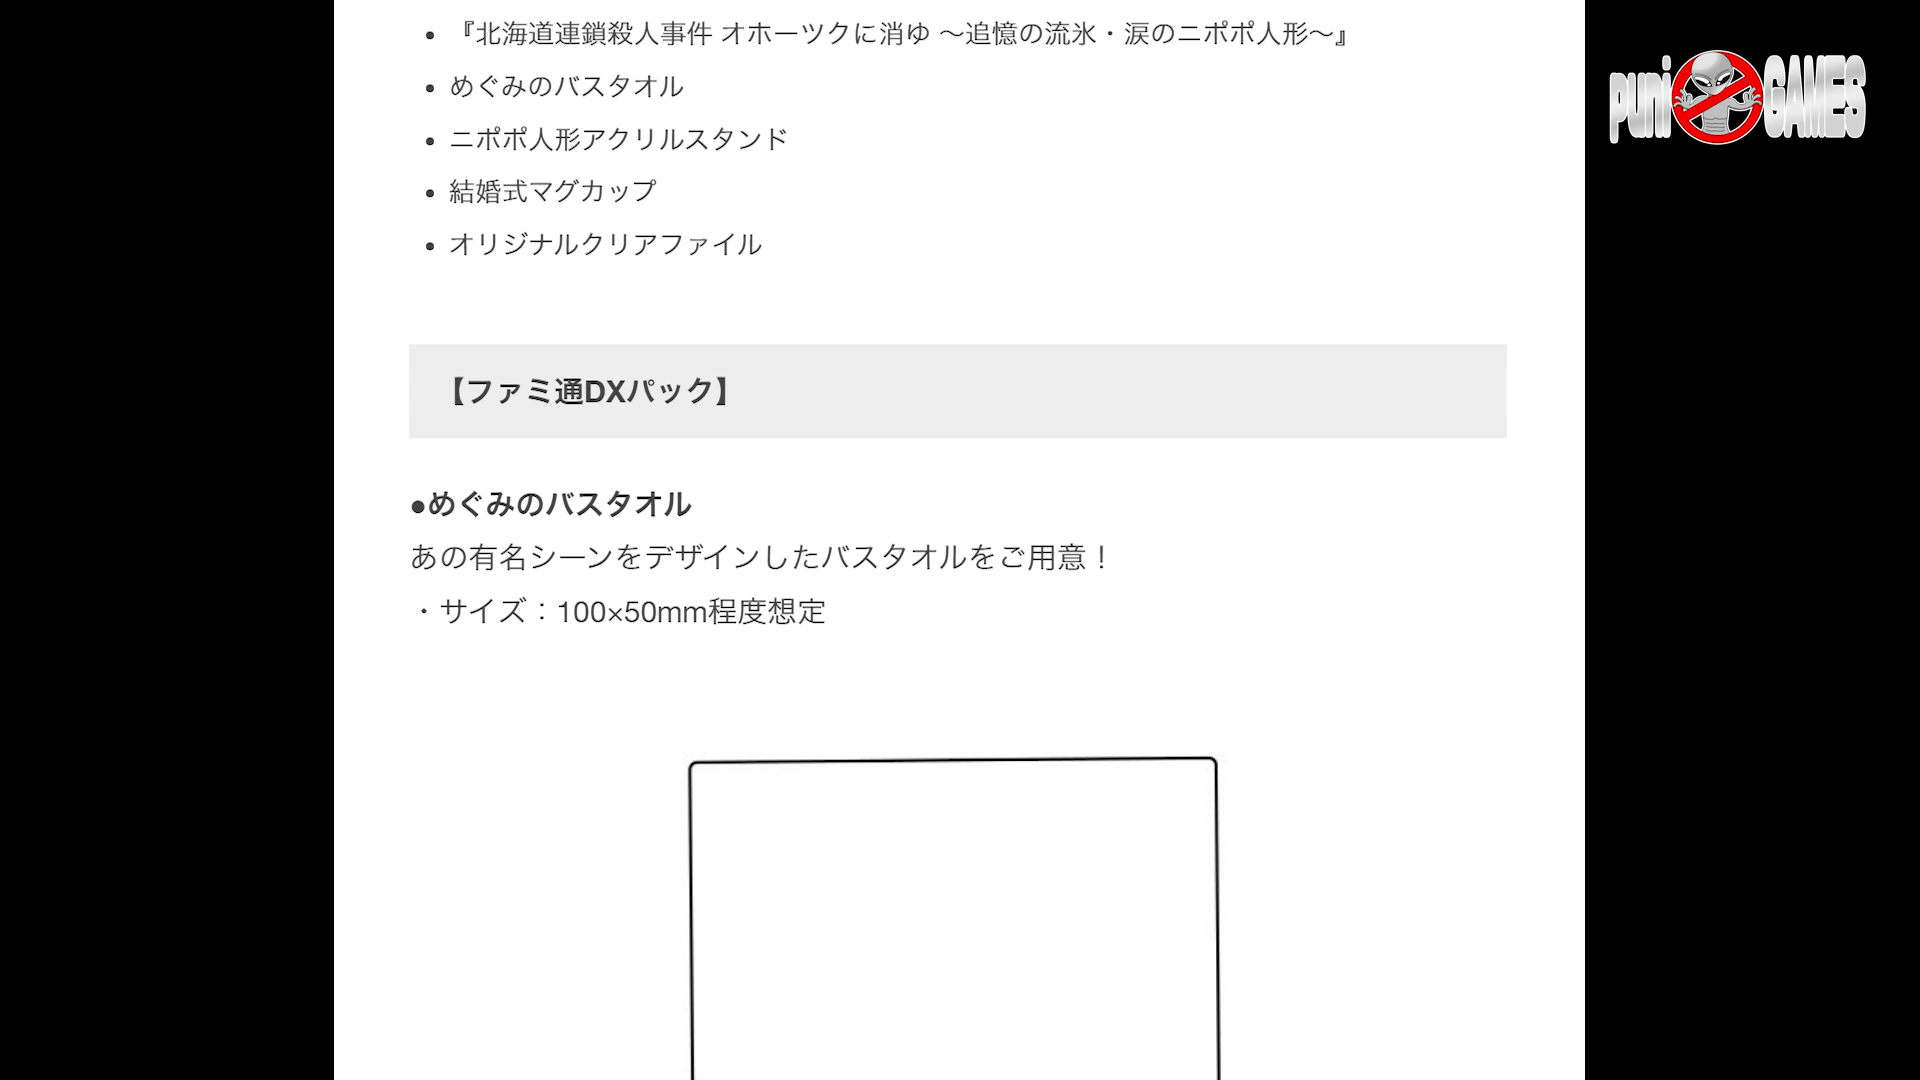 • 『北海道連鎖殺人事件 オホーツクに消ゆ ～追憶の流氷・涙のニポポ人形～』
• めぐみのバスタオル
• ニポポ人形アクリルスタンド
• 結婚式マグカップ
• オリジナルクリアファイル
【ファミ通DXパック】
●めぐみのバスタオル
あの有名シーンをデザインしたバスタオルをご用意！
・サイズ：100×50mm程度想定
puni GAMES